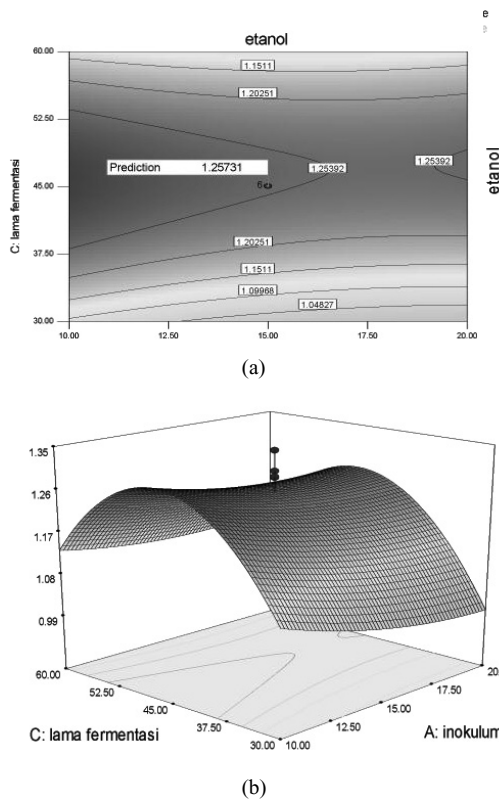 e
e
etanol
60.00
1.1511
1.20251
52.50
Prediction 1.25731
1.25392
1.25392
etanol
C: lama fermentasi
45.00
6
1.20251
37.50
1.1511
1.09968
1.04827
30.00
10.00 12.50 15.00 17.50 20.00
(a)
1.35
1.26
1.17
1.08
0.99
60.00
52.50
45.00
37.50
30.00
10.00
12.50
15.00
17.50
20.
C: lama fermentasi
A: inokulum
(b)